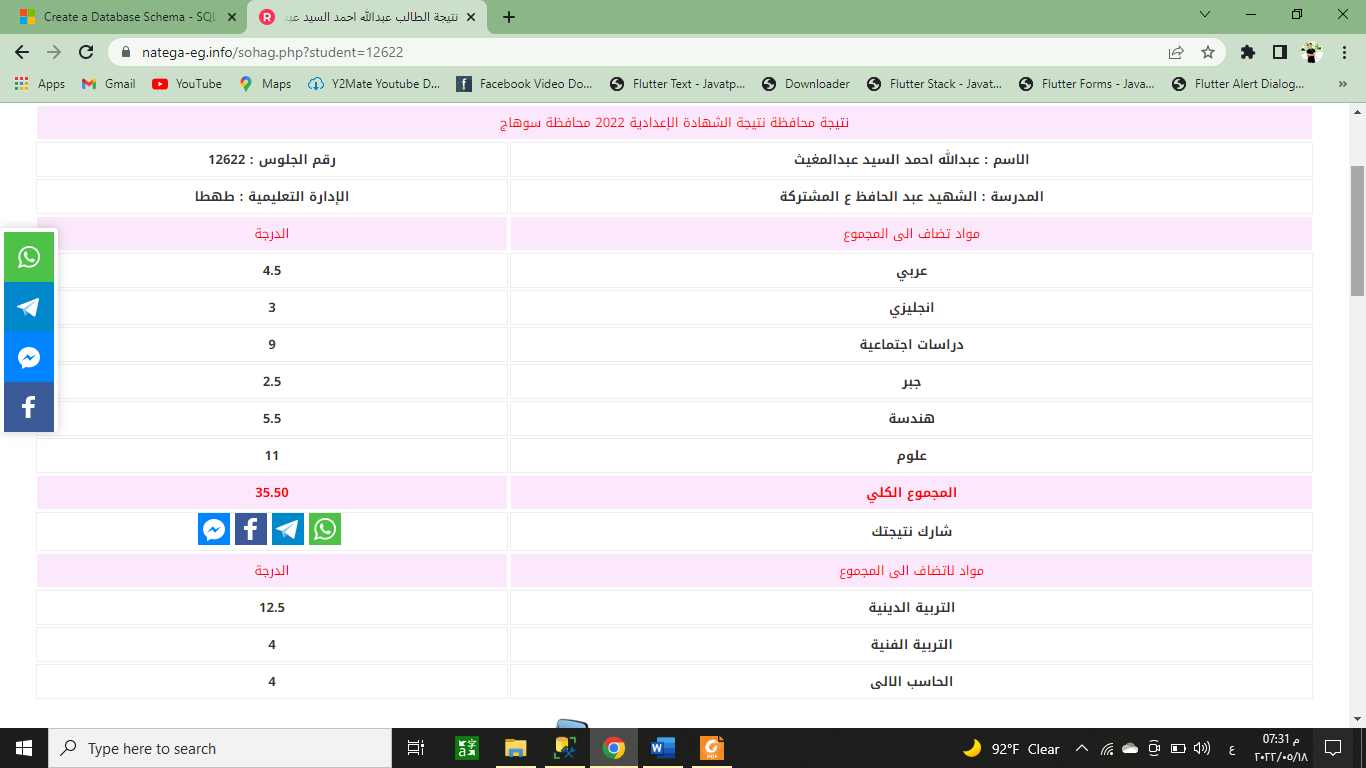 Create a Database Schema - SQL
نتيجة الطالب عبدالله احمد السيد عبد
natega-eg.info/sohag.php?student=12622
Apps
Gmail
YouTube
Maps
Y2Mate Youtube D...
Facebook Video Do...
Flutter Text - Javatp...
Downloader
Flutter Stack - Javat...
Flutter Forms - Java...
Flutter Alert Dialog...
نتيجة محافظة نتيجة الشهادة الإعدادية 2022 محافظة سوهاج
الاسم : عبدالله احمد السيد عبدالمغيث
رقم الجلوس : 12622
المدرسة : الشهيد عبد الحافظ ع المشتركة
الإدارة التعليمية : طهطا
مواد تضاف الى المجموع
الدرجة
عربي
4.5
انجليزي
3
دراسات اجتماعية
9
جبر
2.5
هندسة
5.5
علوم
11
المجموع الكلي
35.50
شارك نتيجتك
مواد لاتضاف الى المجموع
الدرجة
التربية الدينية
12.5
التربية الفنية
4
الحاسب الالى
4
Type here to search
92°F Clear
ع
07:31 م
٢٠٢٢/٠٥/١٨